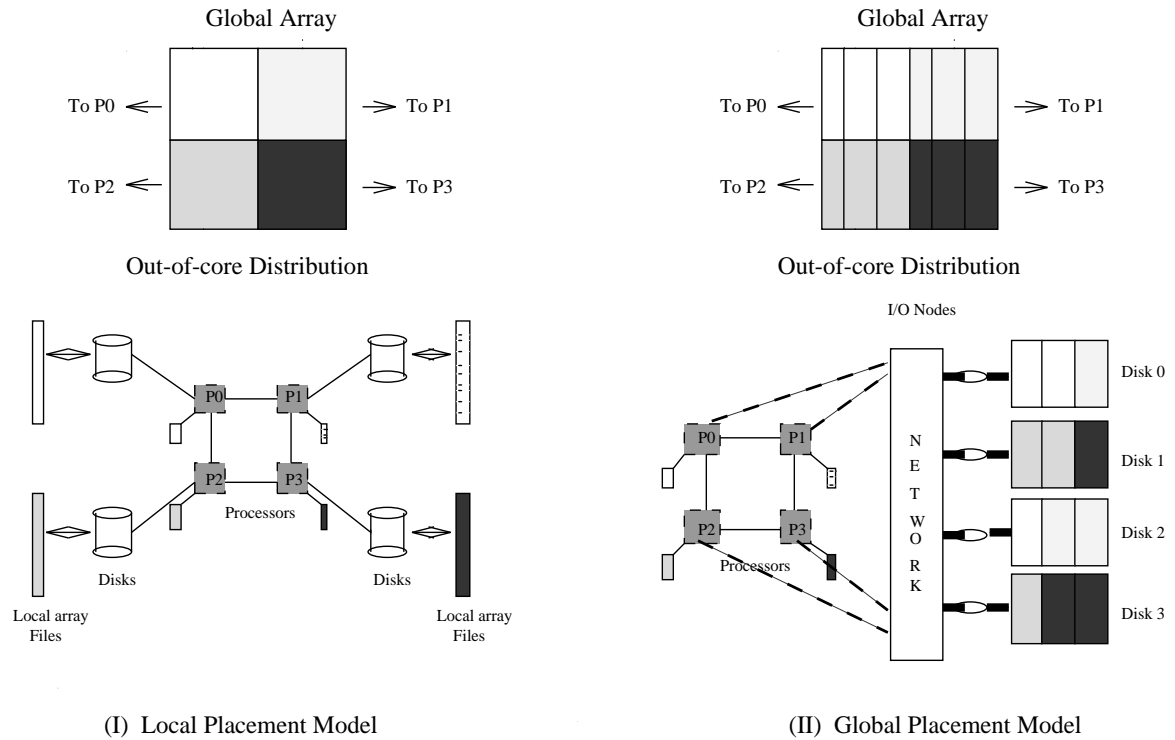 Global Array
To P0
To P1
To P2
To P3
Out-of-core Distribution
P0
P1
P2
P3
Processors
Disks
Disks
Local array
Files
Local array
Files
(I) Local Placement Model
Global Array
To P0
To P1
To P2
To P3
Out-of-core Distribution
I/O Nodes
P0
P1
P2
P3
Processors
NETWORK
Disk 0
Disk 1
Disk 2
Disk 3
(II) Global Placement Model